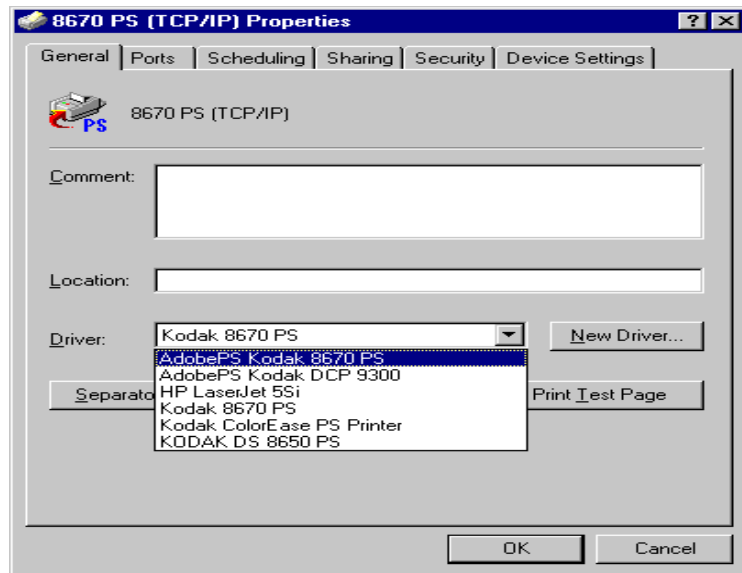 8670 PS (TCP/IP) Properties
General Ports Scheduling Sharing Security Device Settings
PS 8670 PS (TCP/IP)
Comment:
Location:
Driver: Kodak 8670 PS New Driver...
AdobePS Kodak 8670 PS
AdobePS Kodak DCP 9300
HP LaserJet 5Si
Kodak 8670 PS
Kodak ColorEase PS Printer
KODAK DS 8650 PS
Separato Print Test Page
OK Cancel